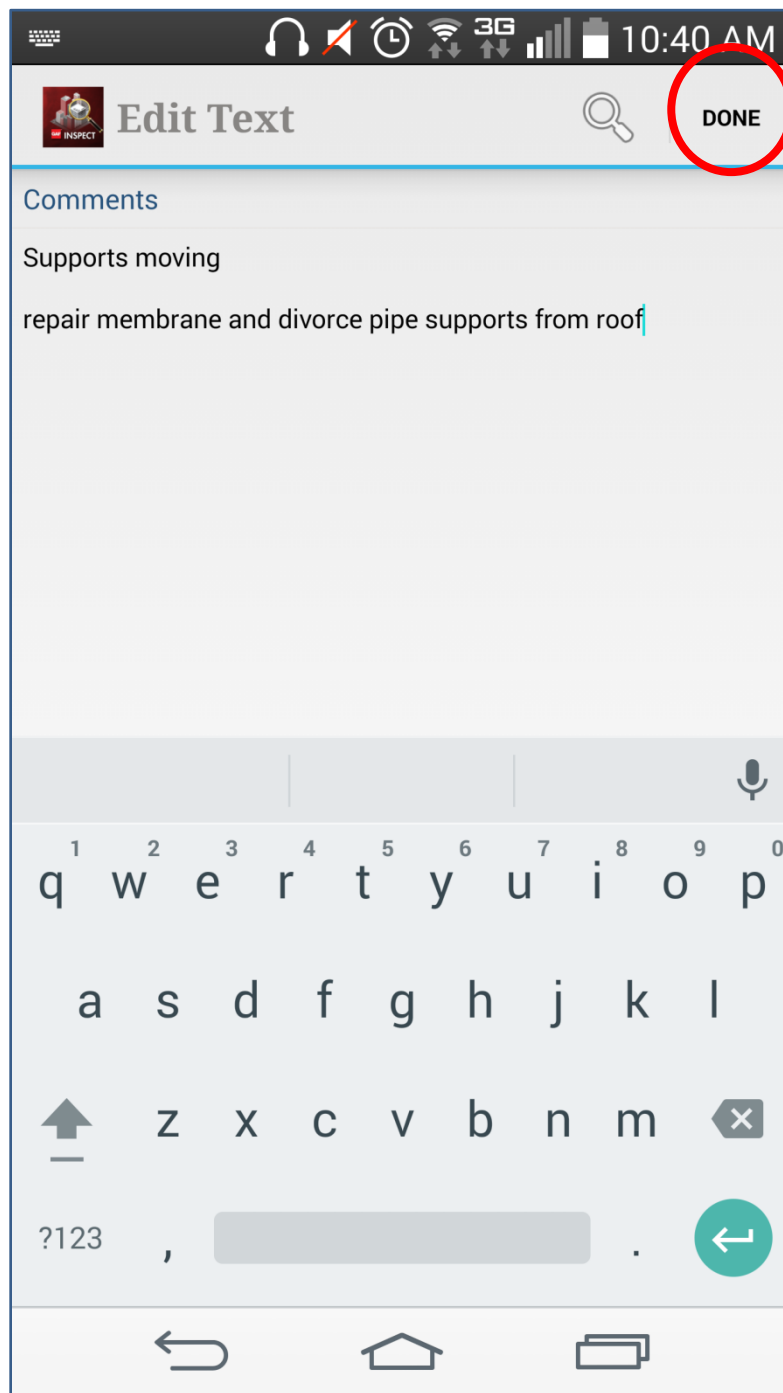 3G 10:40 AM
INSPECT Edit Text DONE
Comments
Supports moving
repair membrane and divorce pipe supports from roof
1 2 3 4 5 6 7 8 9 0
q w e r t y u i o p
a s d f g h j k l
z x c v b n m
?123 , .